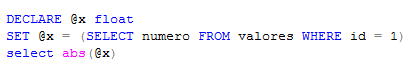 DECLARE @x float
SET @x = (SELECT numero FROM valores WHERE id = 1)
select abs(@x)